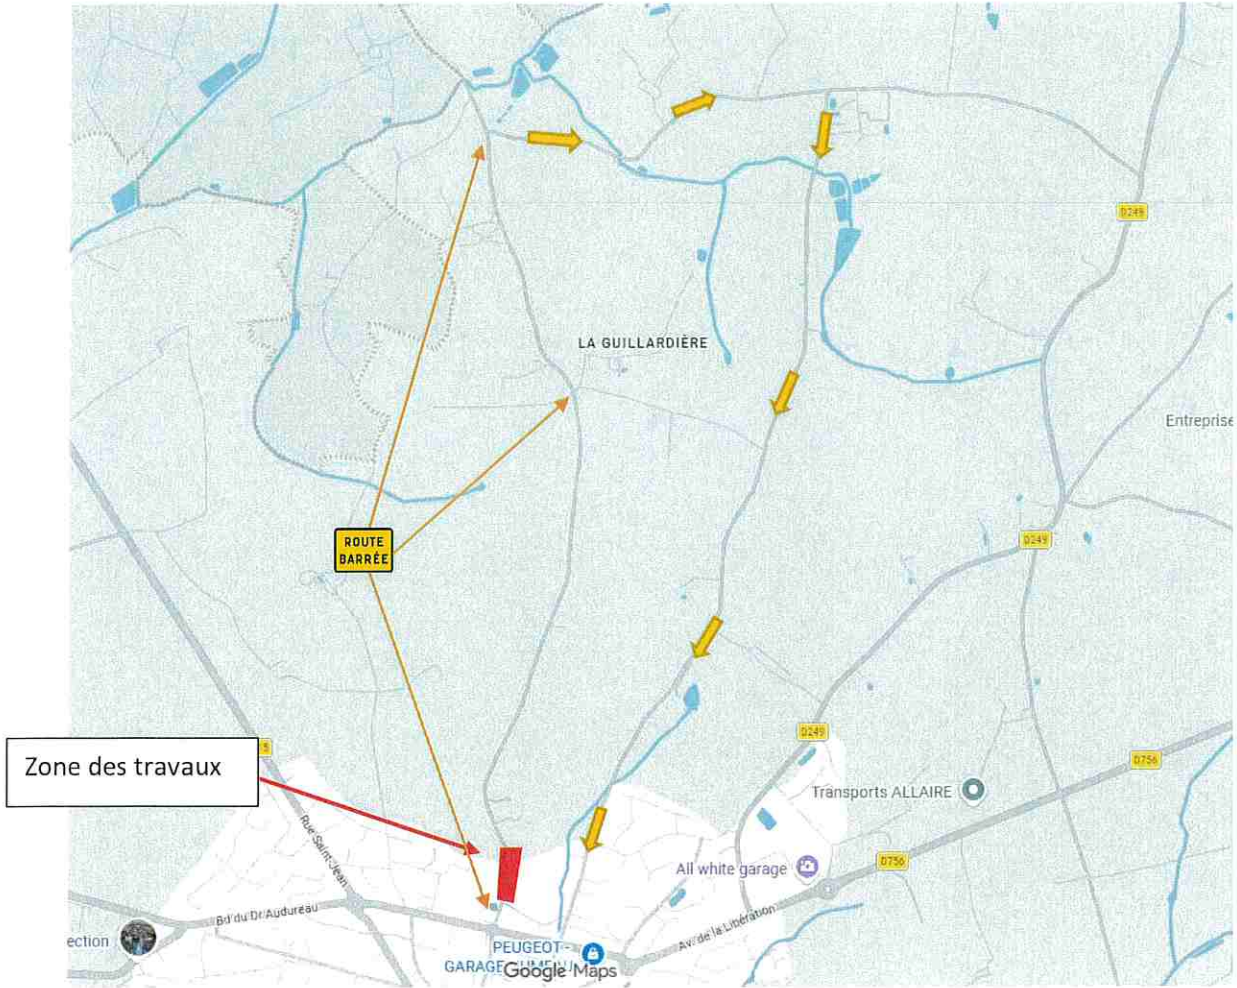 D249
LA GUILLARDIÈRE
Entreprise
ROUTE
BARRÉE
D249
D249
D756
Zone des travaux
Transports ALLAIRE
Rue Saint-Jean
All white garage
D756
Bd du Dr Audureau
Av. de la Libération
ection
PEUGEOT -
GARAGE
Google Maps